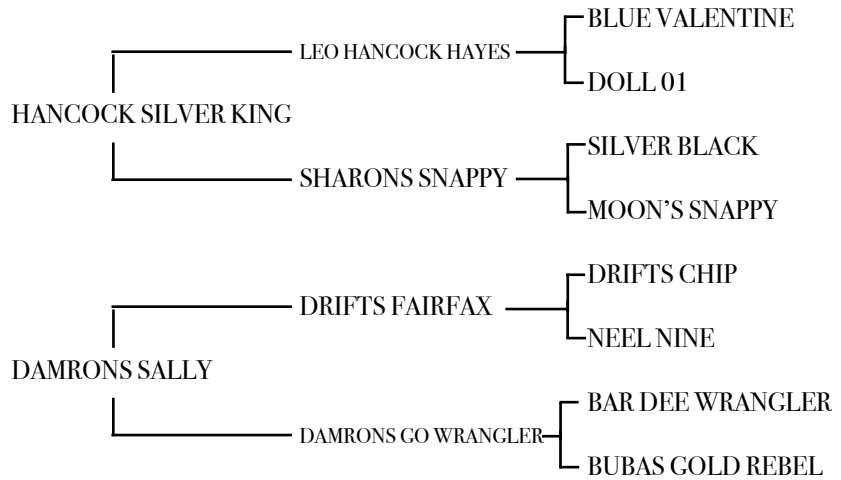 BLUE VALENTINE
LEO HANCOCK HAYES
DOLL 01
HANCOCK SILVER KING
SILVER BLACK
SHARONS SNAPPY
MOON'S SNAPPY
DRIFTS CHIP
DRIFTS FAIRFAX
NEEL NINE
DAMRONS SALLY
BAR DEE WRANGLER
DAMRONS GO WRANGLER
BUBAS GOLD REBEL